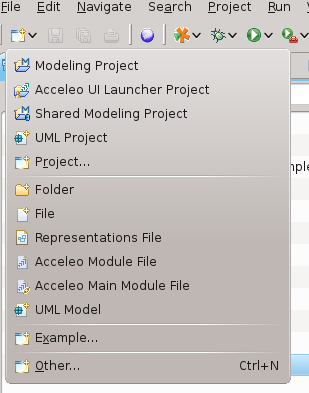 File Navigate Search Project Run
Modeling Project
Acceleo UI Launcher Project
Shared Modeling Project
UML Project
Project...
Folder
File
Representations File
Acceleo Module File
Acceleo Main Module File
UML Model
Example...
Other... Ctrl+N